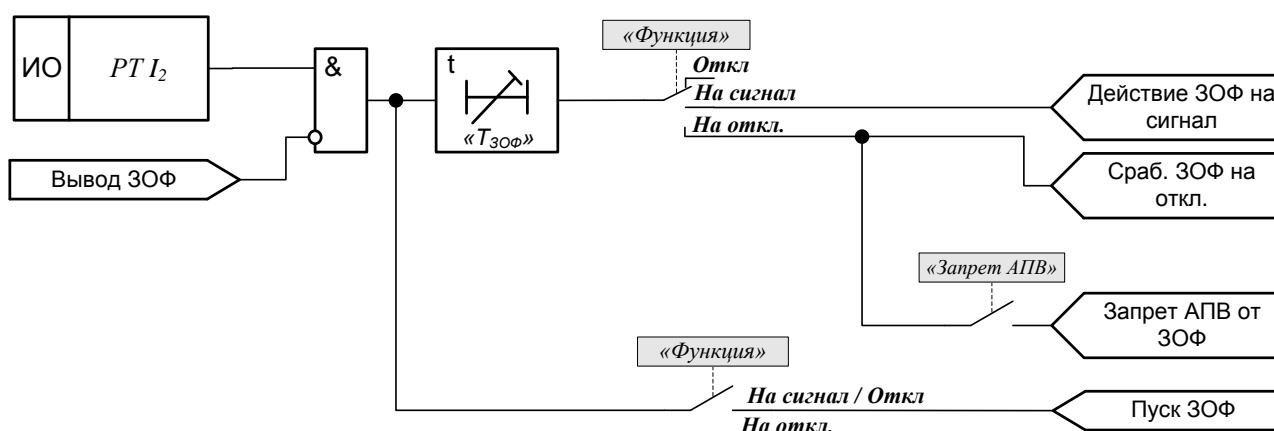 «Функция»
ИО
РТ I₂
&
t
«TЗОФ»
Откл
На сигнал
На откл.
Действие ЗОФ на
сигнал
Вывод ЗОФ
Сраб. ЗОФ на
откл.
«Запрет АПВ»
Запрет АПВ от
ЗОФ
«Функция»
На сигнал / Откл
На откл.
Пуск ЗОФ